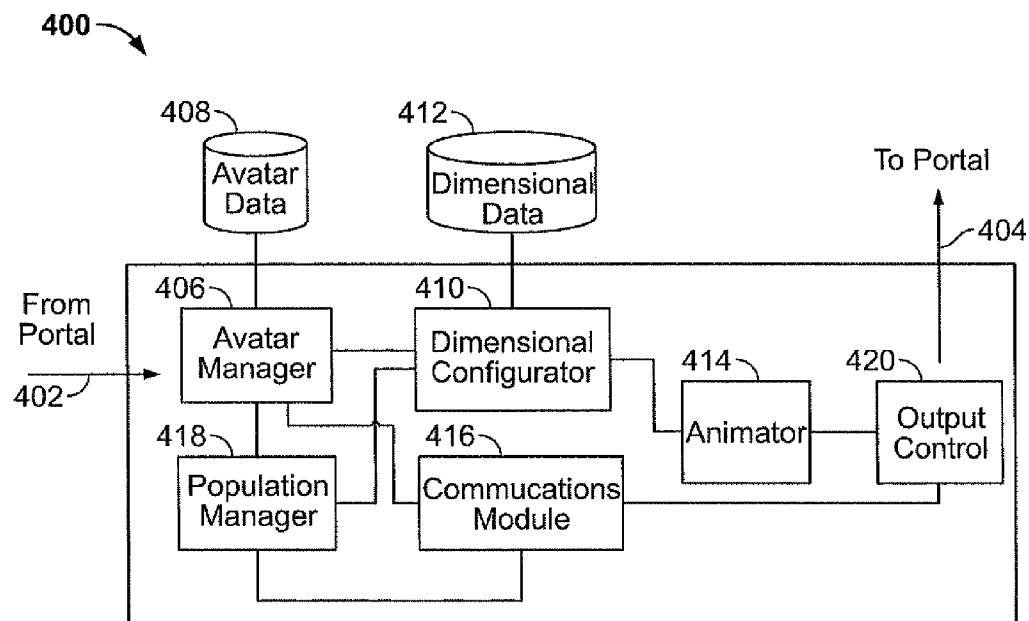 400
408
412
Avatar
Data
Dimensional
Data
To Portal
404
From
Portal
402
406
Avatar
Manager
410
Dimensional
Configurator
414
Animator
420
Output
Control
418
Population
Manager
416
Commucations
Module